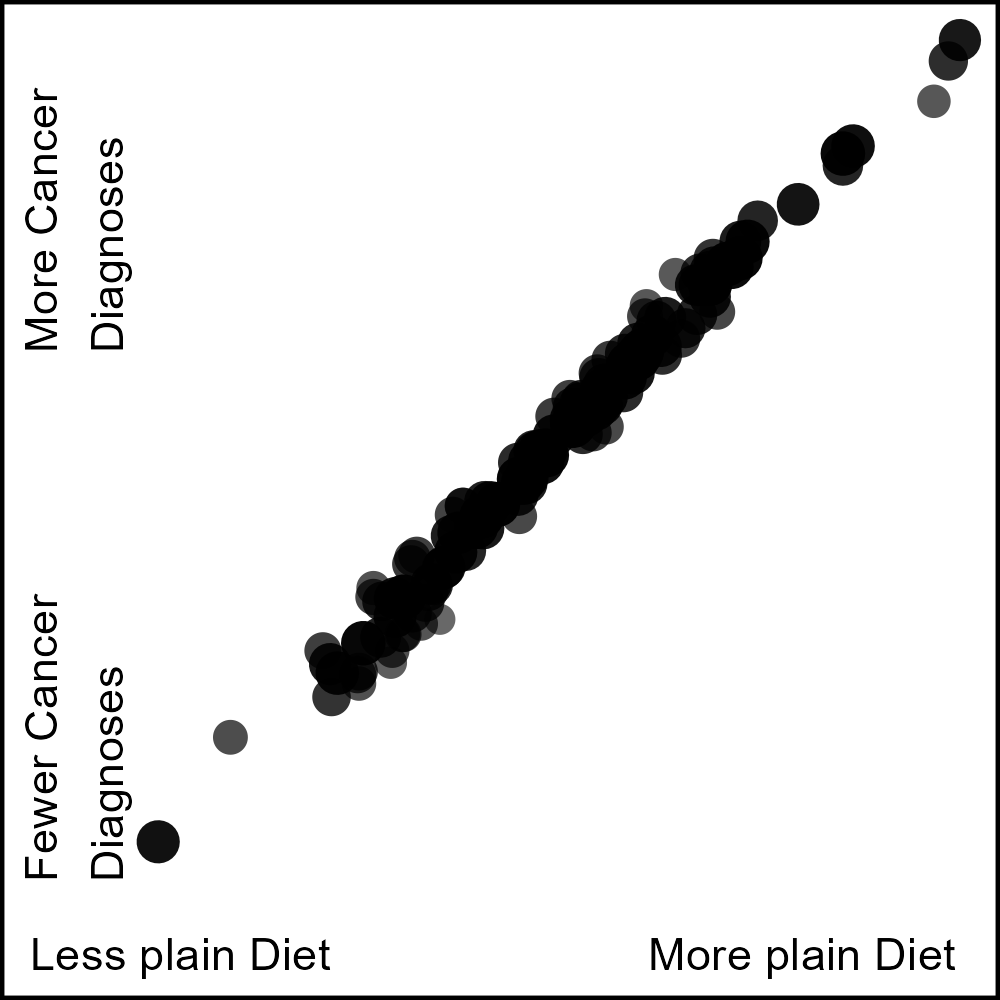 More Cancer
Diagnoses
Fewer Cancer
Diagnoses
Less plain Diet
More plain Diet